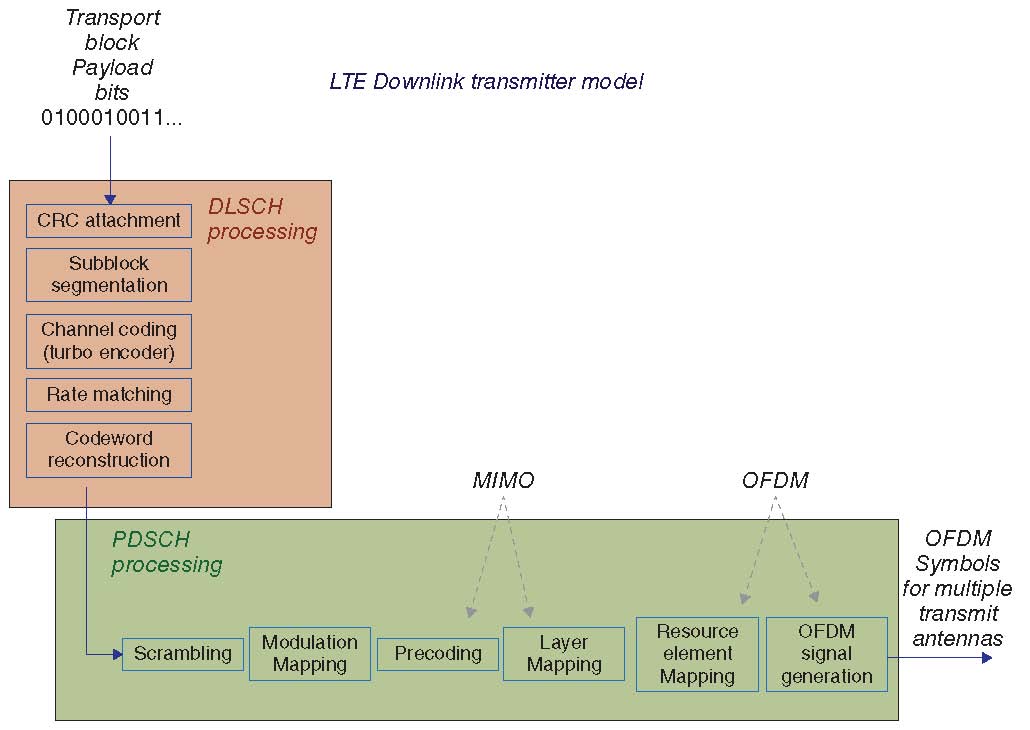 Transport
block
Payload
bits
0100010011...
LTE Downlink transmitter model
DLSCH
processing
CRC attachment
Subblock
segmentation
Channel coding
(turbo encoder)
Rate matching
Codeword
reconstruction
MIMO
OFDM
PDSCH
processing
Scrambling
Modulation
Mapping
Precoding
Layer
Mapping
Resource
element
Mapping
OFDM
signal
generation
OFDM
Symbols
for multiple
transmit
antennas